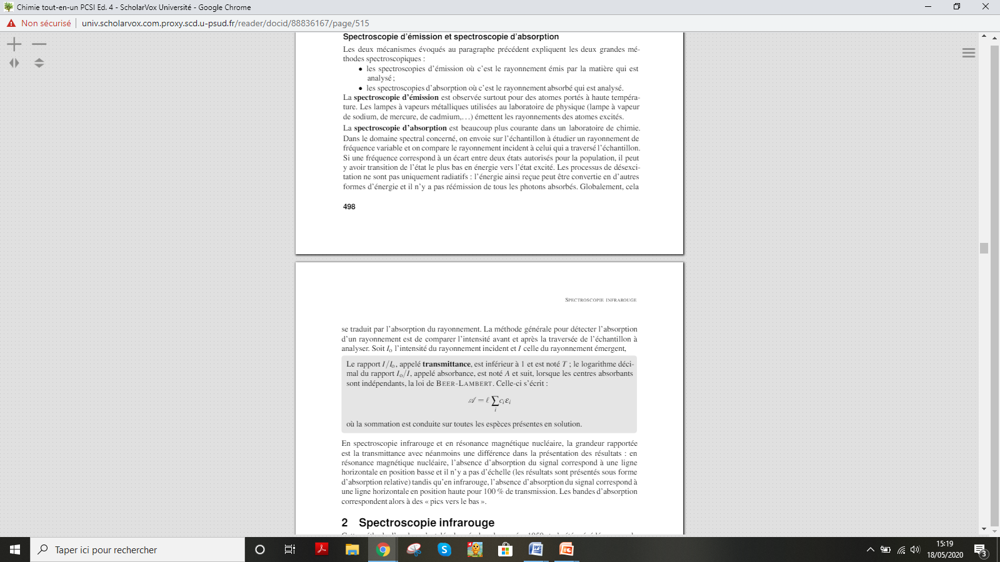 Chimie tout-en-un PCSI Ed. 4 - ScholarVox Université - Google Chrome
Non sécurisé | univ.scholarvox.com.proxy.scd.u-psud.fr/reader/docid/88836167/page/515
Spectroscopie d'émission et spectroscopie d'absorption
Les deux mécanismes évoqués au paragraphe précédent expliquent les deux grandes mé-
thodes spectroscopiques :
• les spectroscopies d'émission où c'est le rayonnement émis par la matière qui est
analysé ;
• les spectroscopies d'absorption où c'est le rayonnement absorbé qui est analysé.
La spectroscopie d'émission est observée surtout pour des atomes portés à haute tempéra-
ture. Les lampes à vapeurs métalliques utilisées au laboratoire de physique (lampe à vapeur
de sodium, de mercure, de cadmium,...) émettent les rayonnements des atomes excités.
La spectroscopie d'absorption est beaucoup plus courante dans un laboratoire de chimie.
Dans le domaine spectral concerné, on envoie sur l'échantillon à étudier un rayonnement de
fréquence variable et on compare le rayonnement incident à celui qui a traversé l'échantillon.
Si une fréquence correspond à un écart entre deux états autorisés pour la population, il peut
y avoir transition de l'état le plus bas en énergie vers l'état excité. Les processus de désexci-
tation ne sont pas uniquement radiatifs : l'énergie ainsi reçue peut être convertie en d'autres
formes d'énergie et il n'y a pas réémission de tous les photons absorbés. Globalement, cela
498
SPECTROSCOPIE INFRAROUGE
se traduit par l'absorption du rayonnement. La méthode générale pour détecter l'absorption
d'un rayonnement est de comparer l'intensité avant et après la traversée de l'échantillon à
analyser. Soit I₀ l'intensité du rayonnement incident et I celle du rayonnement émergent,
Le rapport I/I₀, appelé transmittance, est inférieur à 1 et est noté T ; le logarithme déci-
mal du rapport I₀/I, appelé absorbance, est noté A et suit, lorsque les centres absorbants
sont indépendants, la loi de BEER-LAMBERT. Celle-ci s'écrit :
𝒜 = ℓ ∑ cᵢεᵢ
i
où la sommation est conduite sur toutes les espèces présentes en solution.
En spectroscopie infrarouge et en résonance magnétique nucléaire, la grandeur rapportée
est la transmittance avec néanmoins une différence dans la présentation des résultats : en
résonance magnétique nucléaire, l'absence d'absorption du signal correspond à une ligne
horizontale en position basse et il n'y a pas d'échelle (les résultats sont présentés sous forme
d'absorption relative) tandis qu'en infrarouge, l'absence d'absorption du signal correspond à
une ligne horizontale en position haute pour 100 % de transmission. Les bandes d'absorption
correspondent alors à des « pics vers le bas ».
2 Spectroscopie infrarouge
Taper ici pour rechercher
15:19
18/05/2020
3